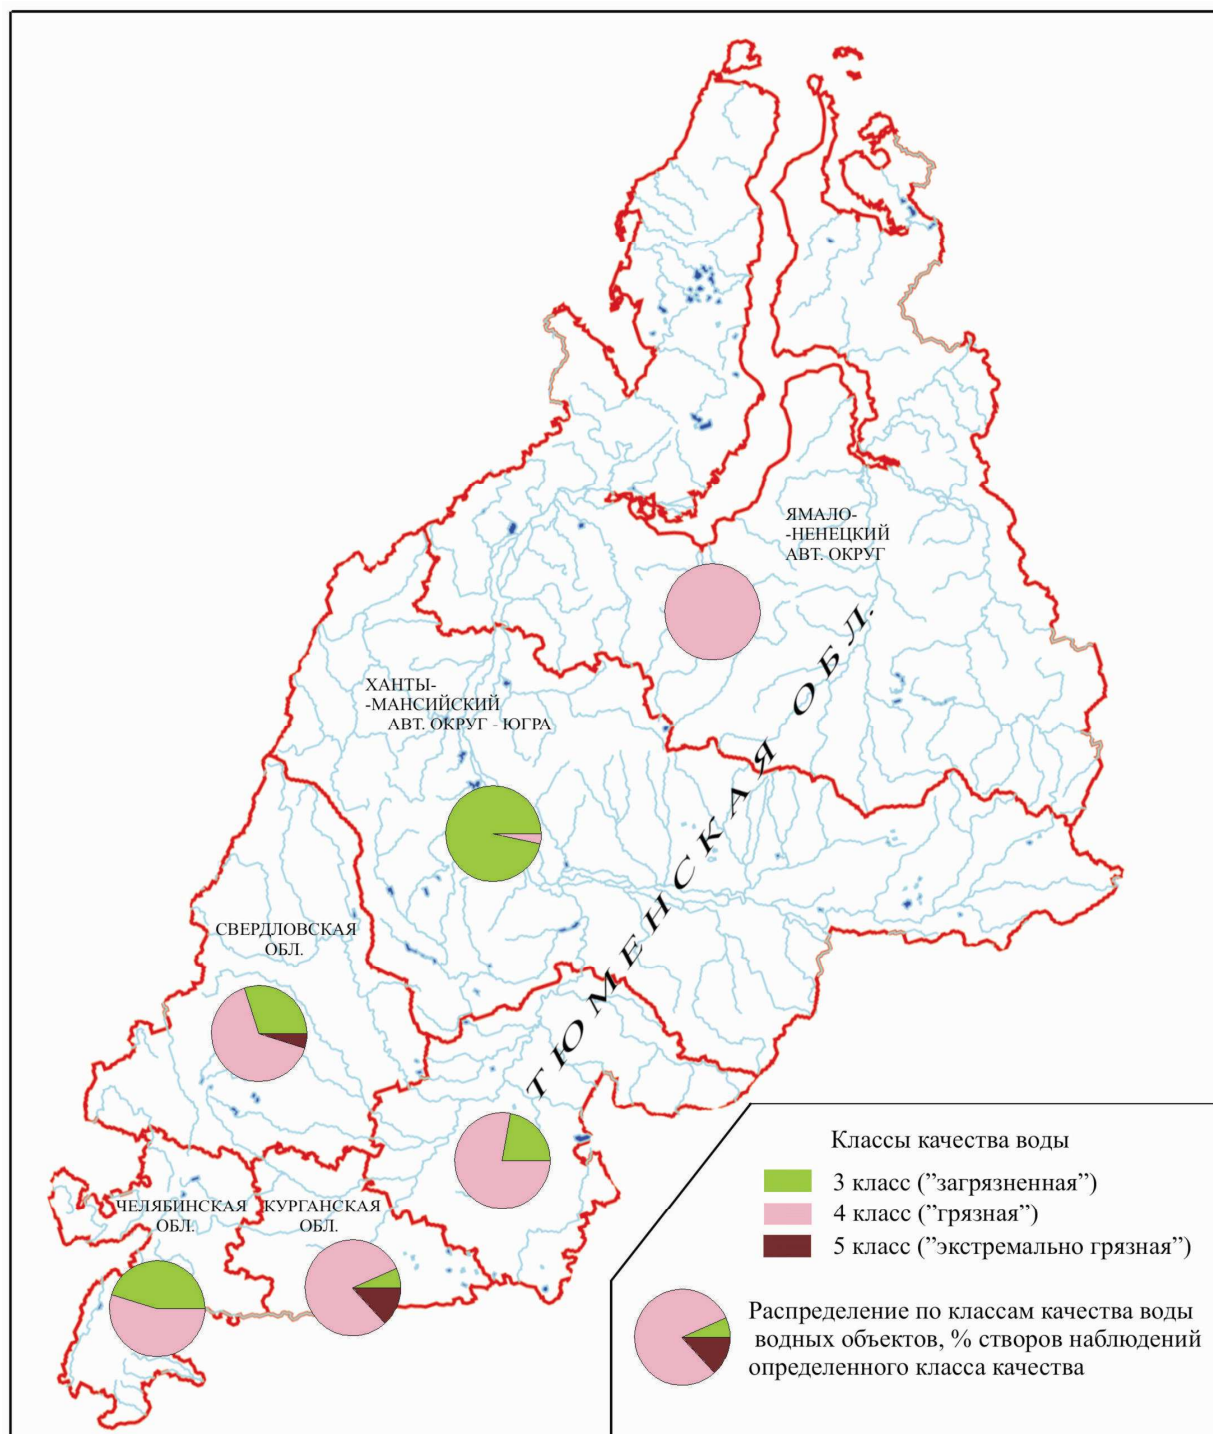 ЯМАЛО-
-НЕНЕЦКИЙ
АВТ. ОКРУГ
ХАНТЫ-
-МАНСИЙСКИЙ
АВТ. ОКРУГ - ЮГРА
ТЮМЕНСКАЯ ОБЛ.
СВЕРДЛОВСКАЯ
ОБЛ.
ЧЕЛЯБИНСКАЯ
ОБЛ.
КУРГАНСКАЯ
ОБЛ.
Классы качества воды
3 класс ("загрязненная")
4 класс ("грязная")
5 класс ("экстремально грязная")
Распределение по классам качества воды
водных объектов, % створов наблюдений
определенного класса качества